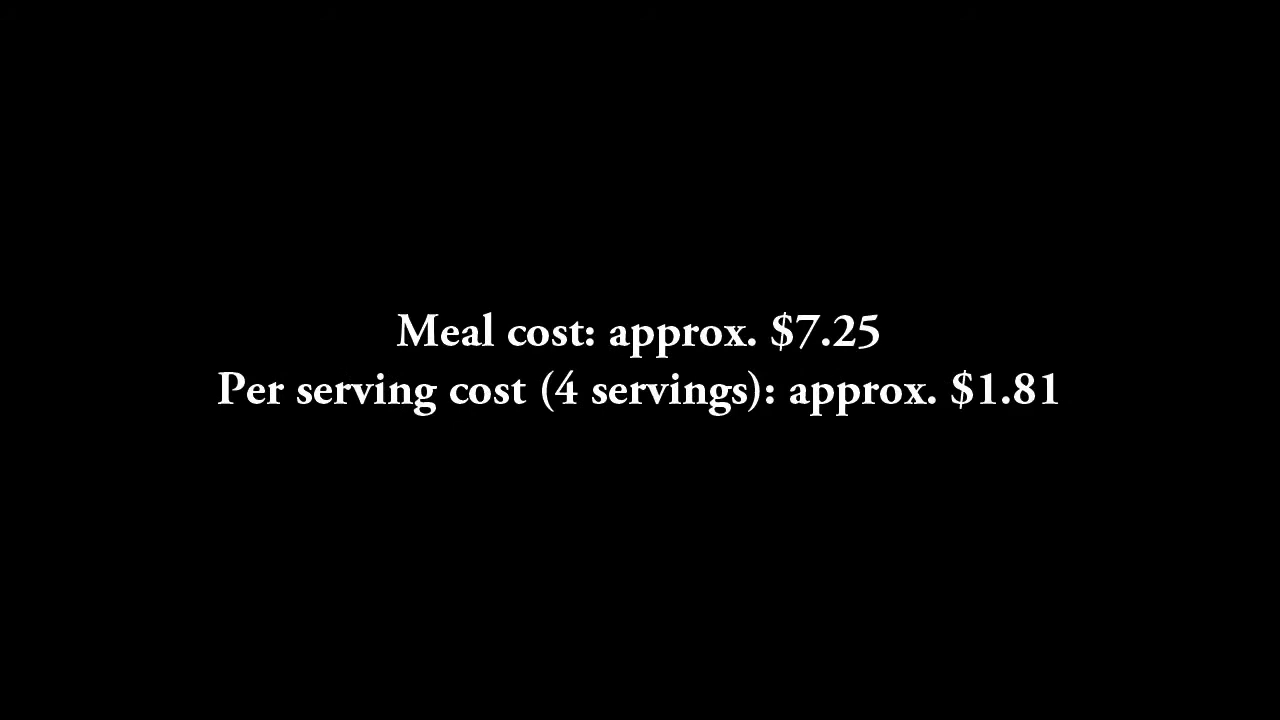 Meal cost: approx. $7.25
Per serving cost (4 servings): approx. $1.81